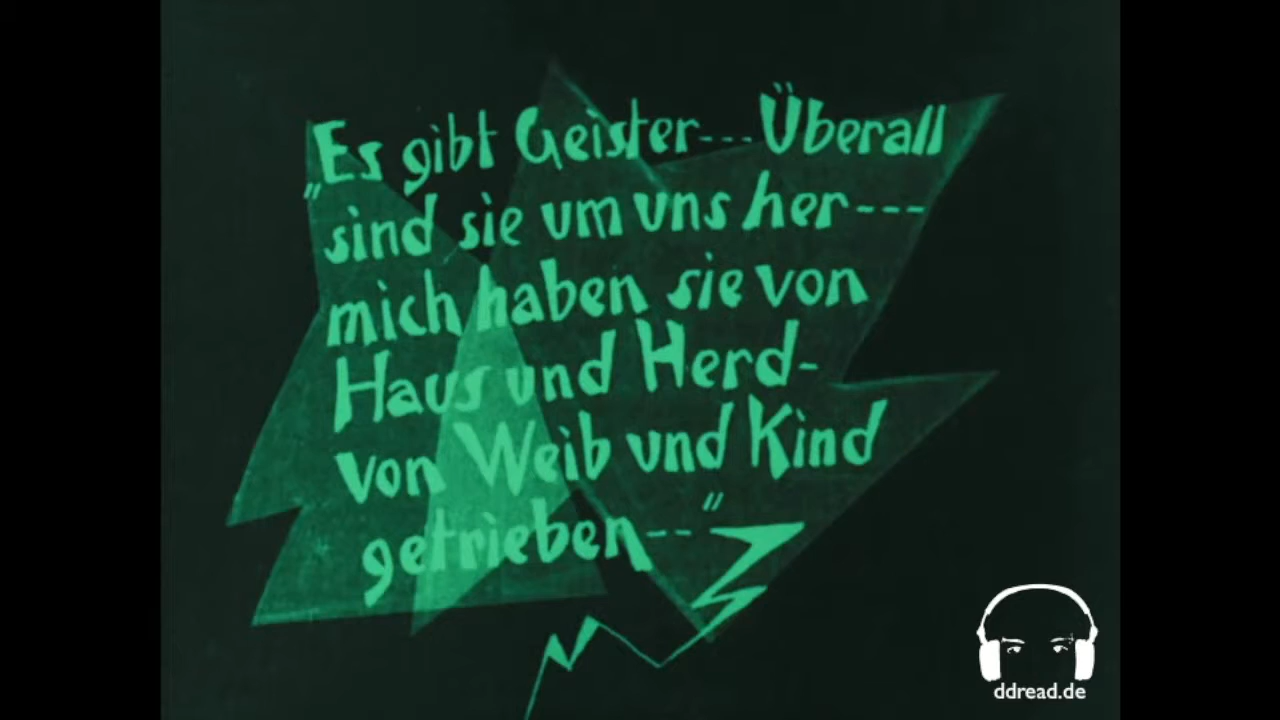 „Es gibt Geister--- Überall
sind sie um uns her---
mich haben sie von
Haus und Herd-
von Weib und Kind
getrieben---"
ddread.de